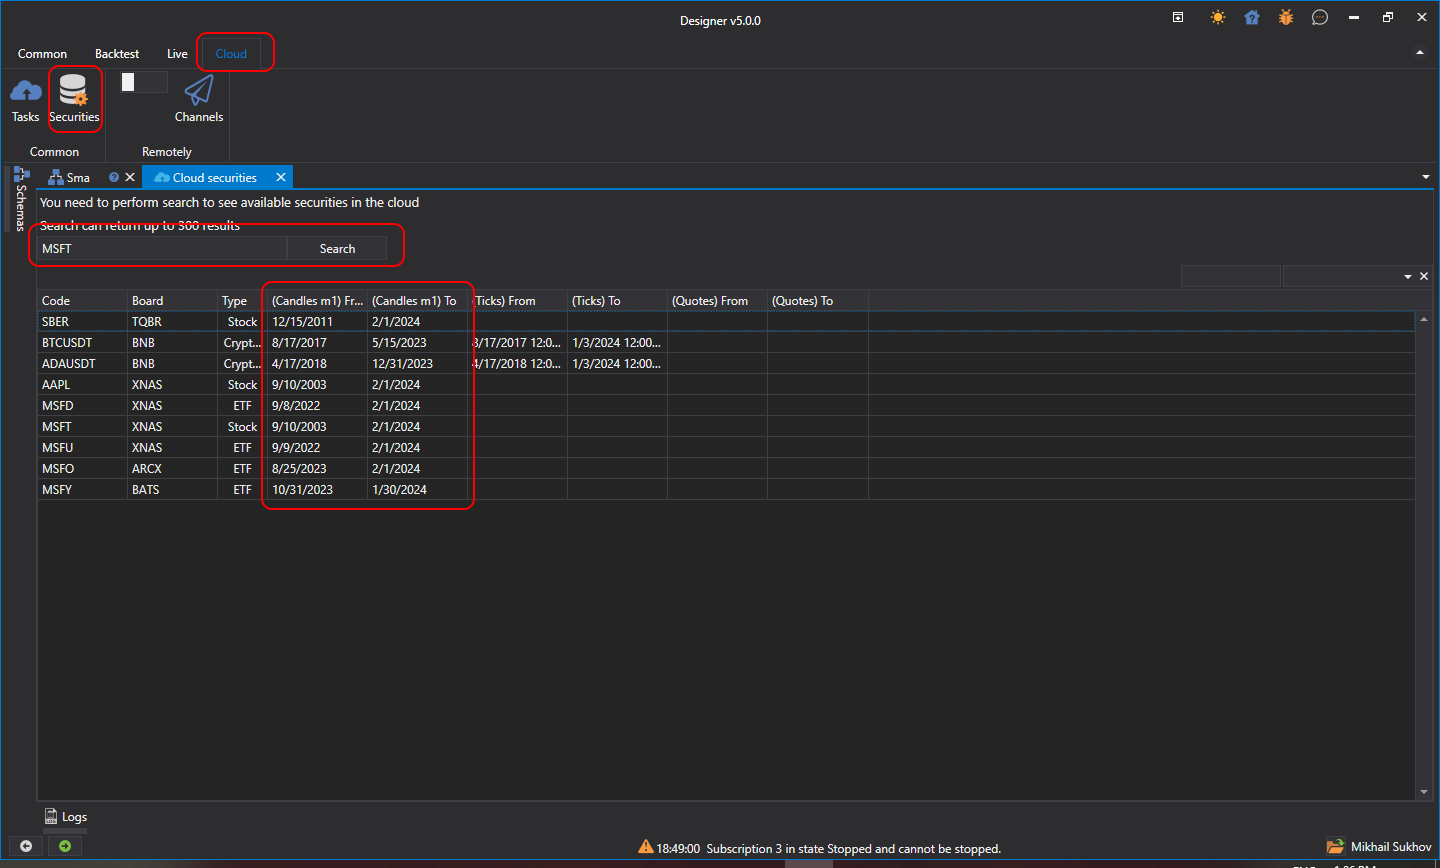 Designer v5.0.0
Common Backtest Live Cloud
Tasks Securities Channels
Common Remotely
Schemas
Sma Cloud securities
You need to perform search to see available securities in the cloud
Search can return up to 300 results
MSFT Search
Code Board Type (Candles m1) Fr... (Candles m1) To (Ticks) From (Ticks) To (Quotes) From (Quotes) To
SBER TQBR Stock 12/15/2011 2/1/2024
BTCUSDT BNB Crypt... 8/17/2017 5/15/2023 8/17/2017 12:0... 1/3/2024 12:00...
ADAUSDT BNB Crypt... 4/17/2018 12/31/2023 4/17/2018 12:0... 1/3/2024 12:00...
AAPL XNAS Stock 9/10/2003 2/1/2024
MSFD XNAS ETF 9/8/2022 2/1/2024
MSFT XNAS Stock 9/10/2003 2/1/2024
MSFU XNAS ETF 9/9/2022 2/1/2024
MSFO ARCX ETF 8/25/2023 2/1/2024
MSFY BATS ETF 10/31/2023 1/30/2024
Logs
18:49:00 Subscription 3 in state Stopped and cannot be stopped.
Mikhail Sukhov